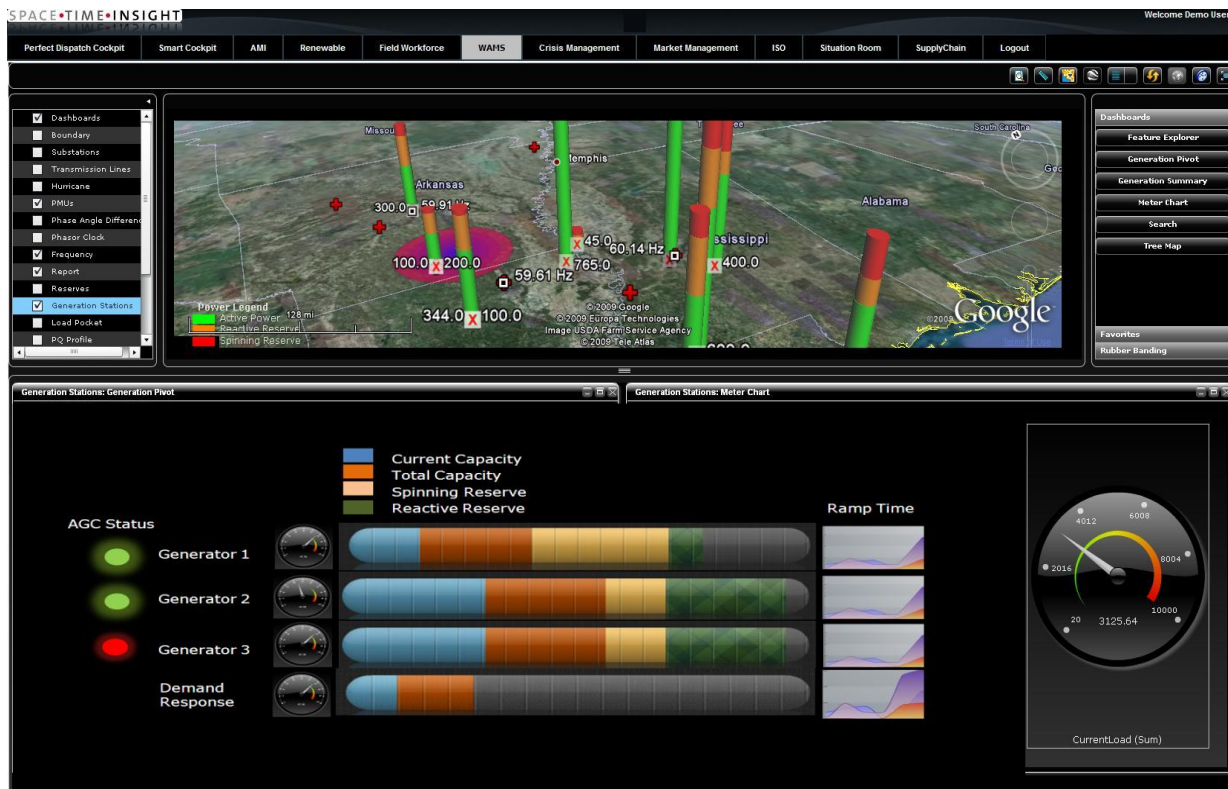 SPACE•TIME•INSIGHT
Welcome Demo User
Perfect Dispatch Cockpit
Smart Cockpit
AMI
Renewable
Field Workforce
WAMS
Crisis Management
Market Management
ISO
Situation Room
SupplyChain
Logout
Dashboards
Boundary
Substations
Transmission Lines
Hurricane
PMUs
Phase Angle Differen
Phasor Clock
Frequency
Report
Reserves
Generation Stations
Load Pocket
PQ Profile
Missou
South Carolina
Memphis
Arkansas
Alabama
300.0
59.91 Hz
45.0
60.14 Hz
ssissippi
100.0 X 200.0
X 765.0
X 400.0
59.61 Hz
344.0 X 100.0
Power Legend
Active Power
Reactive Reserve
Spinning Reserve
128 mi
© 2009 Google
© 2009 Europa Technologies
Image USDA Farm Service Agency
© 2009 Tele Atlas
©2009 Google
Dashboards
Feature Explorer
Generation Pivot
Generation Summary
Meter Chart
Search
Tree Map
Favorites
Rubber Banding
Generation Stations: Generation Pivot
Generation Stations: Meter Chart
Current Capacity
Total Capacity
Spinning Reserve
Reactive Reserve
AGC Status
Ramp Time
Generator 1
Generator 2
Generator 3
Demand
Response
20
2016
4012
6008
8004
10000
3125.64
CurrentLoad (Sum)